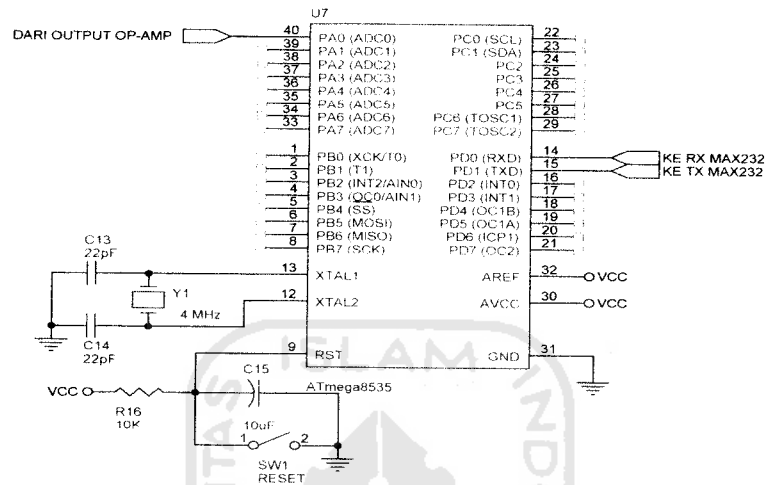 U7
DARI OUTPUT OP-AMP
40 PA0 (ADC0)
39 PA1 (ADC1)
38 PA2 (ADC2)
37 PA3 (ADC3)
36 PA4 (ADC4)
35 PA5 (ADC5)
34 PA6 (ADC6)
33 PA7 (ADC7)
1 PB0 (XCK/T0)
2 PB1 (T1)
3 PB2 (INT2/AIN0)
4 PB3 (OC0/AIN1)
5 PB4 (SS)
6 PB5 (MOSI)
7 PB6 (MISO)
8 PB7 (SCK)
13 XTAL1
12 XTAL2
9 RST
PC0 (SCL) 22
PC1 (SDA) 23
PC2 24
PC3 25
PC4 26
PC5 27
PC6 (TOSC1) 28
PC7 (TOSC2) 29
PD0 (RXD) 14 KE RX MAX232
PD1 (TXD) 15 KE TX MAX232
PD2 (INT0) 16
PD3 (INT1) 17
PD4 (OC1B) 18
PD5 (OC1A) 19
PD6 (ICP1) 20
PD7 (OC2) 21
AREF 32 VCC
AVCC 30 VCC
GND 31
C13
22pF
Y1
4 MHz
C14
22pF
VCC
R16
10K
C15
10uF
1 2
SW1
RESET
ATmega8535
ISLAM